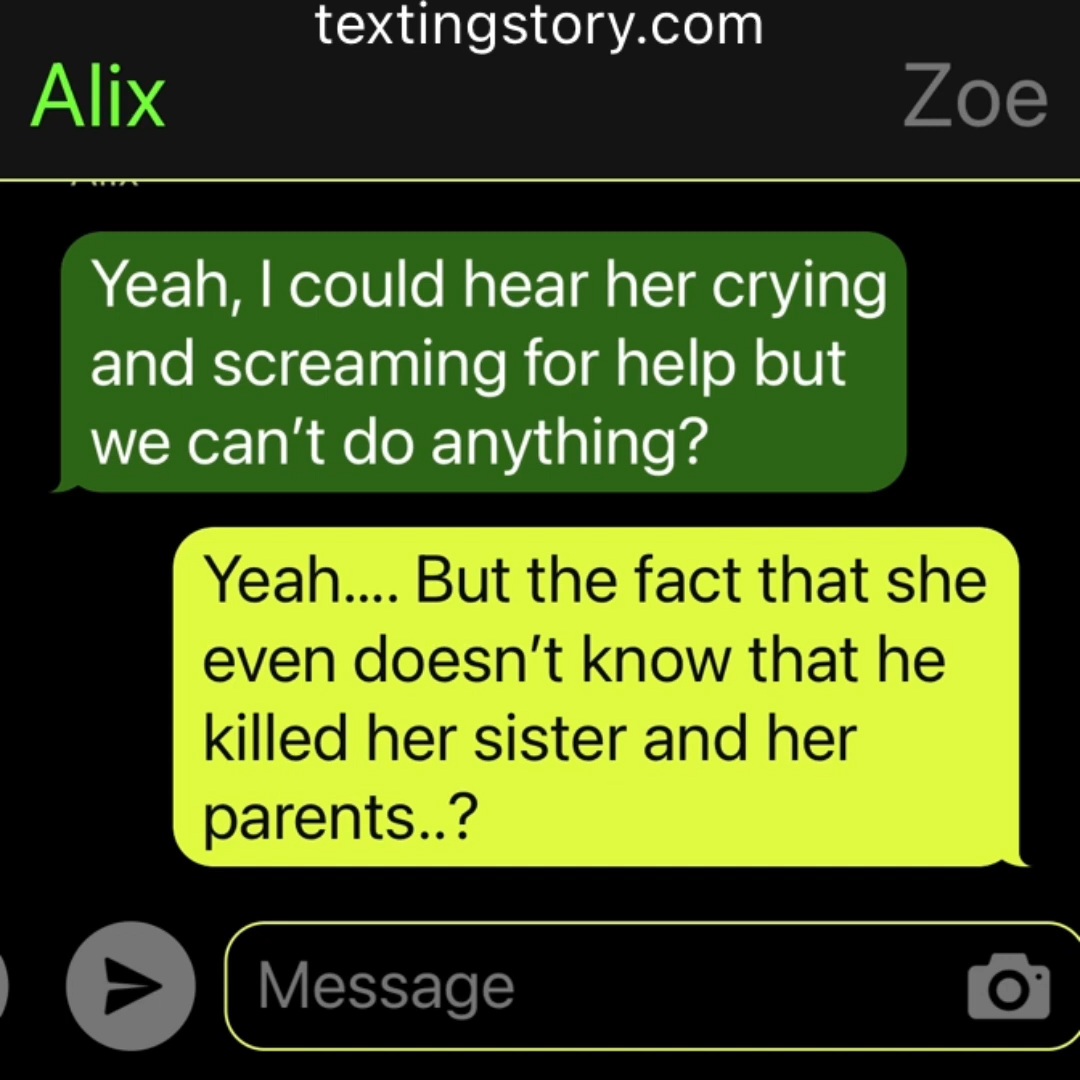 textingstory.com
Alix
Zoe
Yeah, I could hear her crying
and screaming for help but
we can’t do anything?
Yeah.... But the fact that she
even doesn’t know that he
killed her sister and her
parents..?
Message